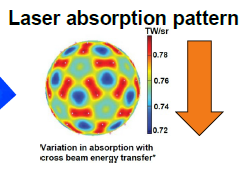 Laser absorption pattern
TW/sr
0.78
0.76
0.74
0.72
"Variation in absorption with
cross beam energy transfer"